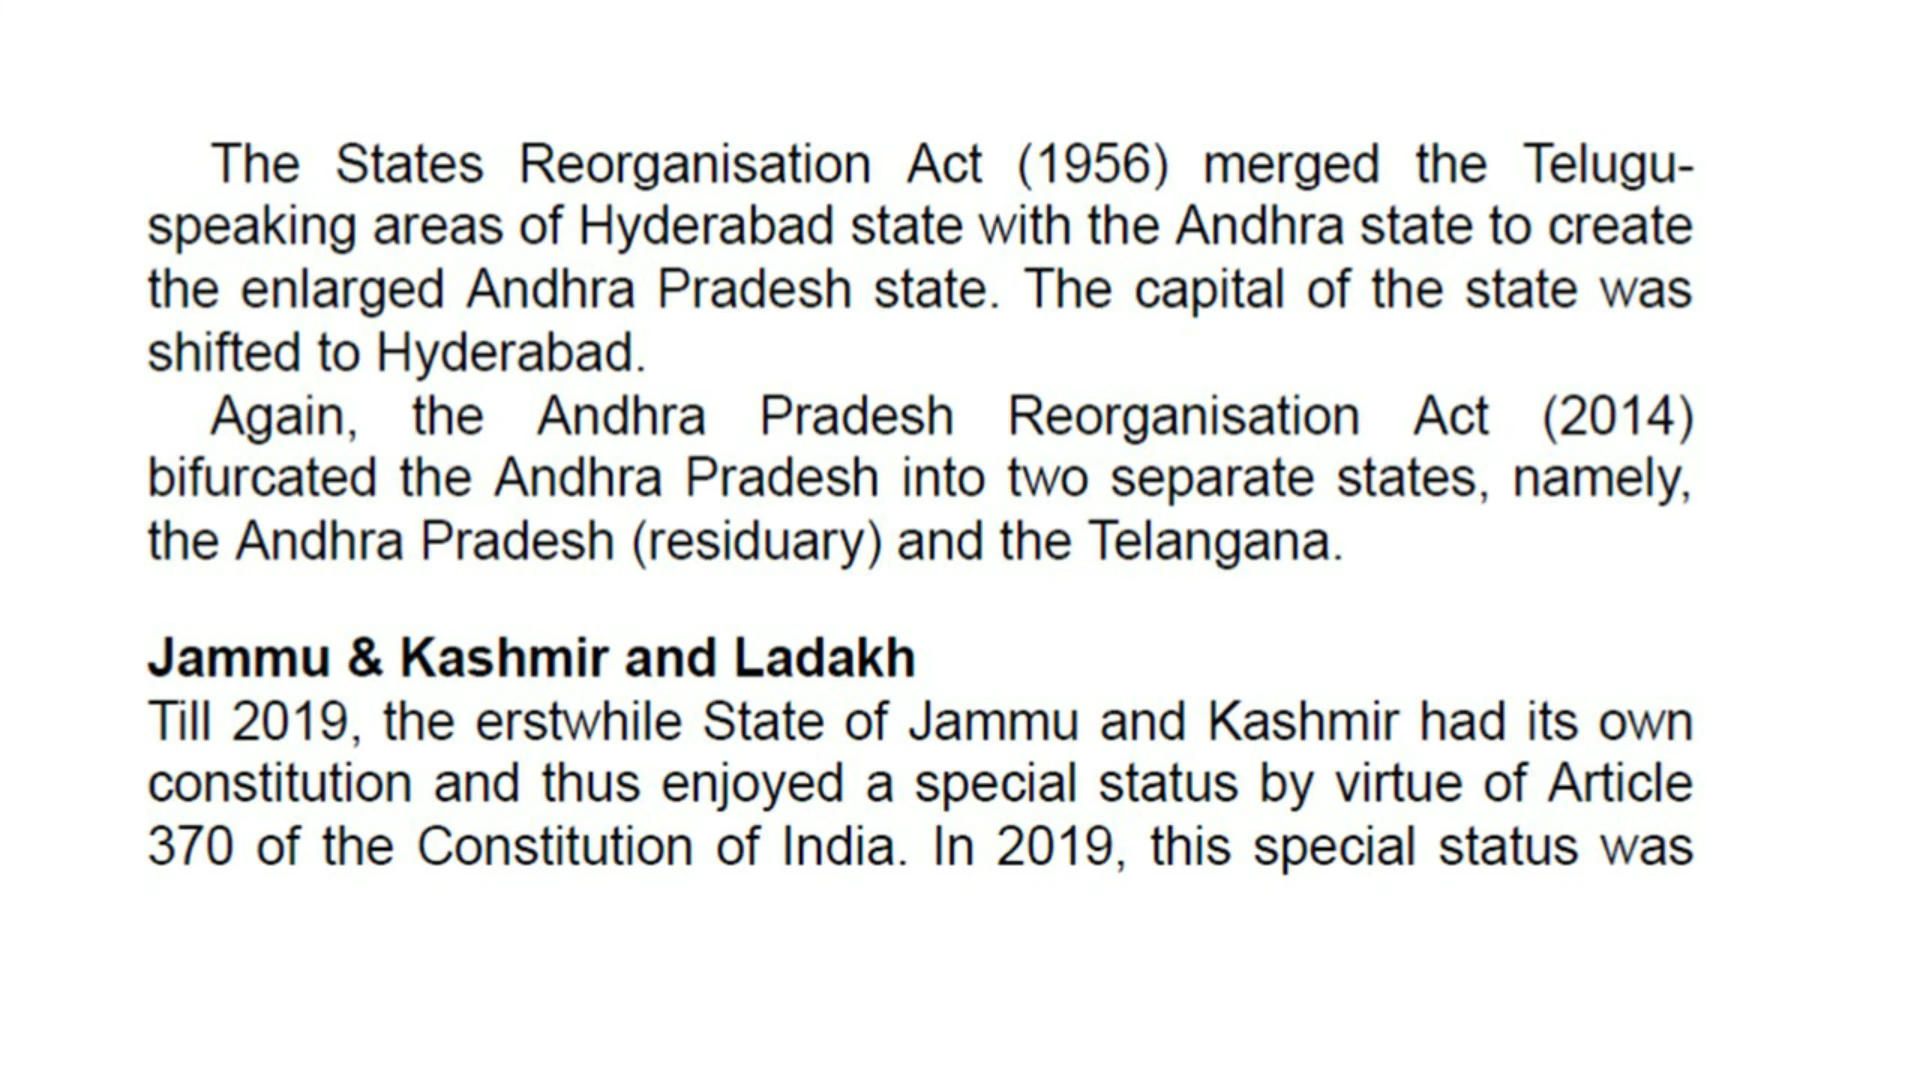 The States Reorganisation Act (1956) merged the Telugu-
speaking areas of Hyderabad state with the Andhra state to create
the enlarged Andhra Pradesh state. The capital of the state was
shifted to Hyderabad.
Again, the Andhra Pradesh Reorganisation Act (2014)
bifurcated the Andhra Pradesh into two separate states, namely,
the Andhra Pradesh (residuary) and the Telangana.
Jammu & Kashmir and Ladakh
Till 2019, the erstwhile State of Jammu and Kashmir had its own
constitution and thus enjoyed a special status by virtue of Article
370 of the Constitution of India. In 2019, this special status was